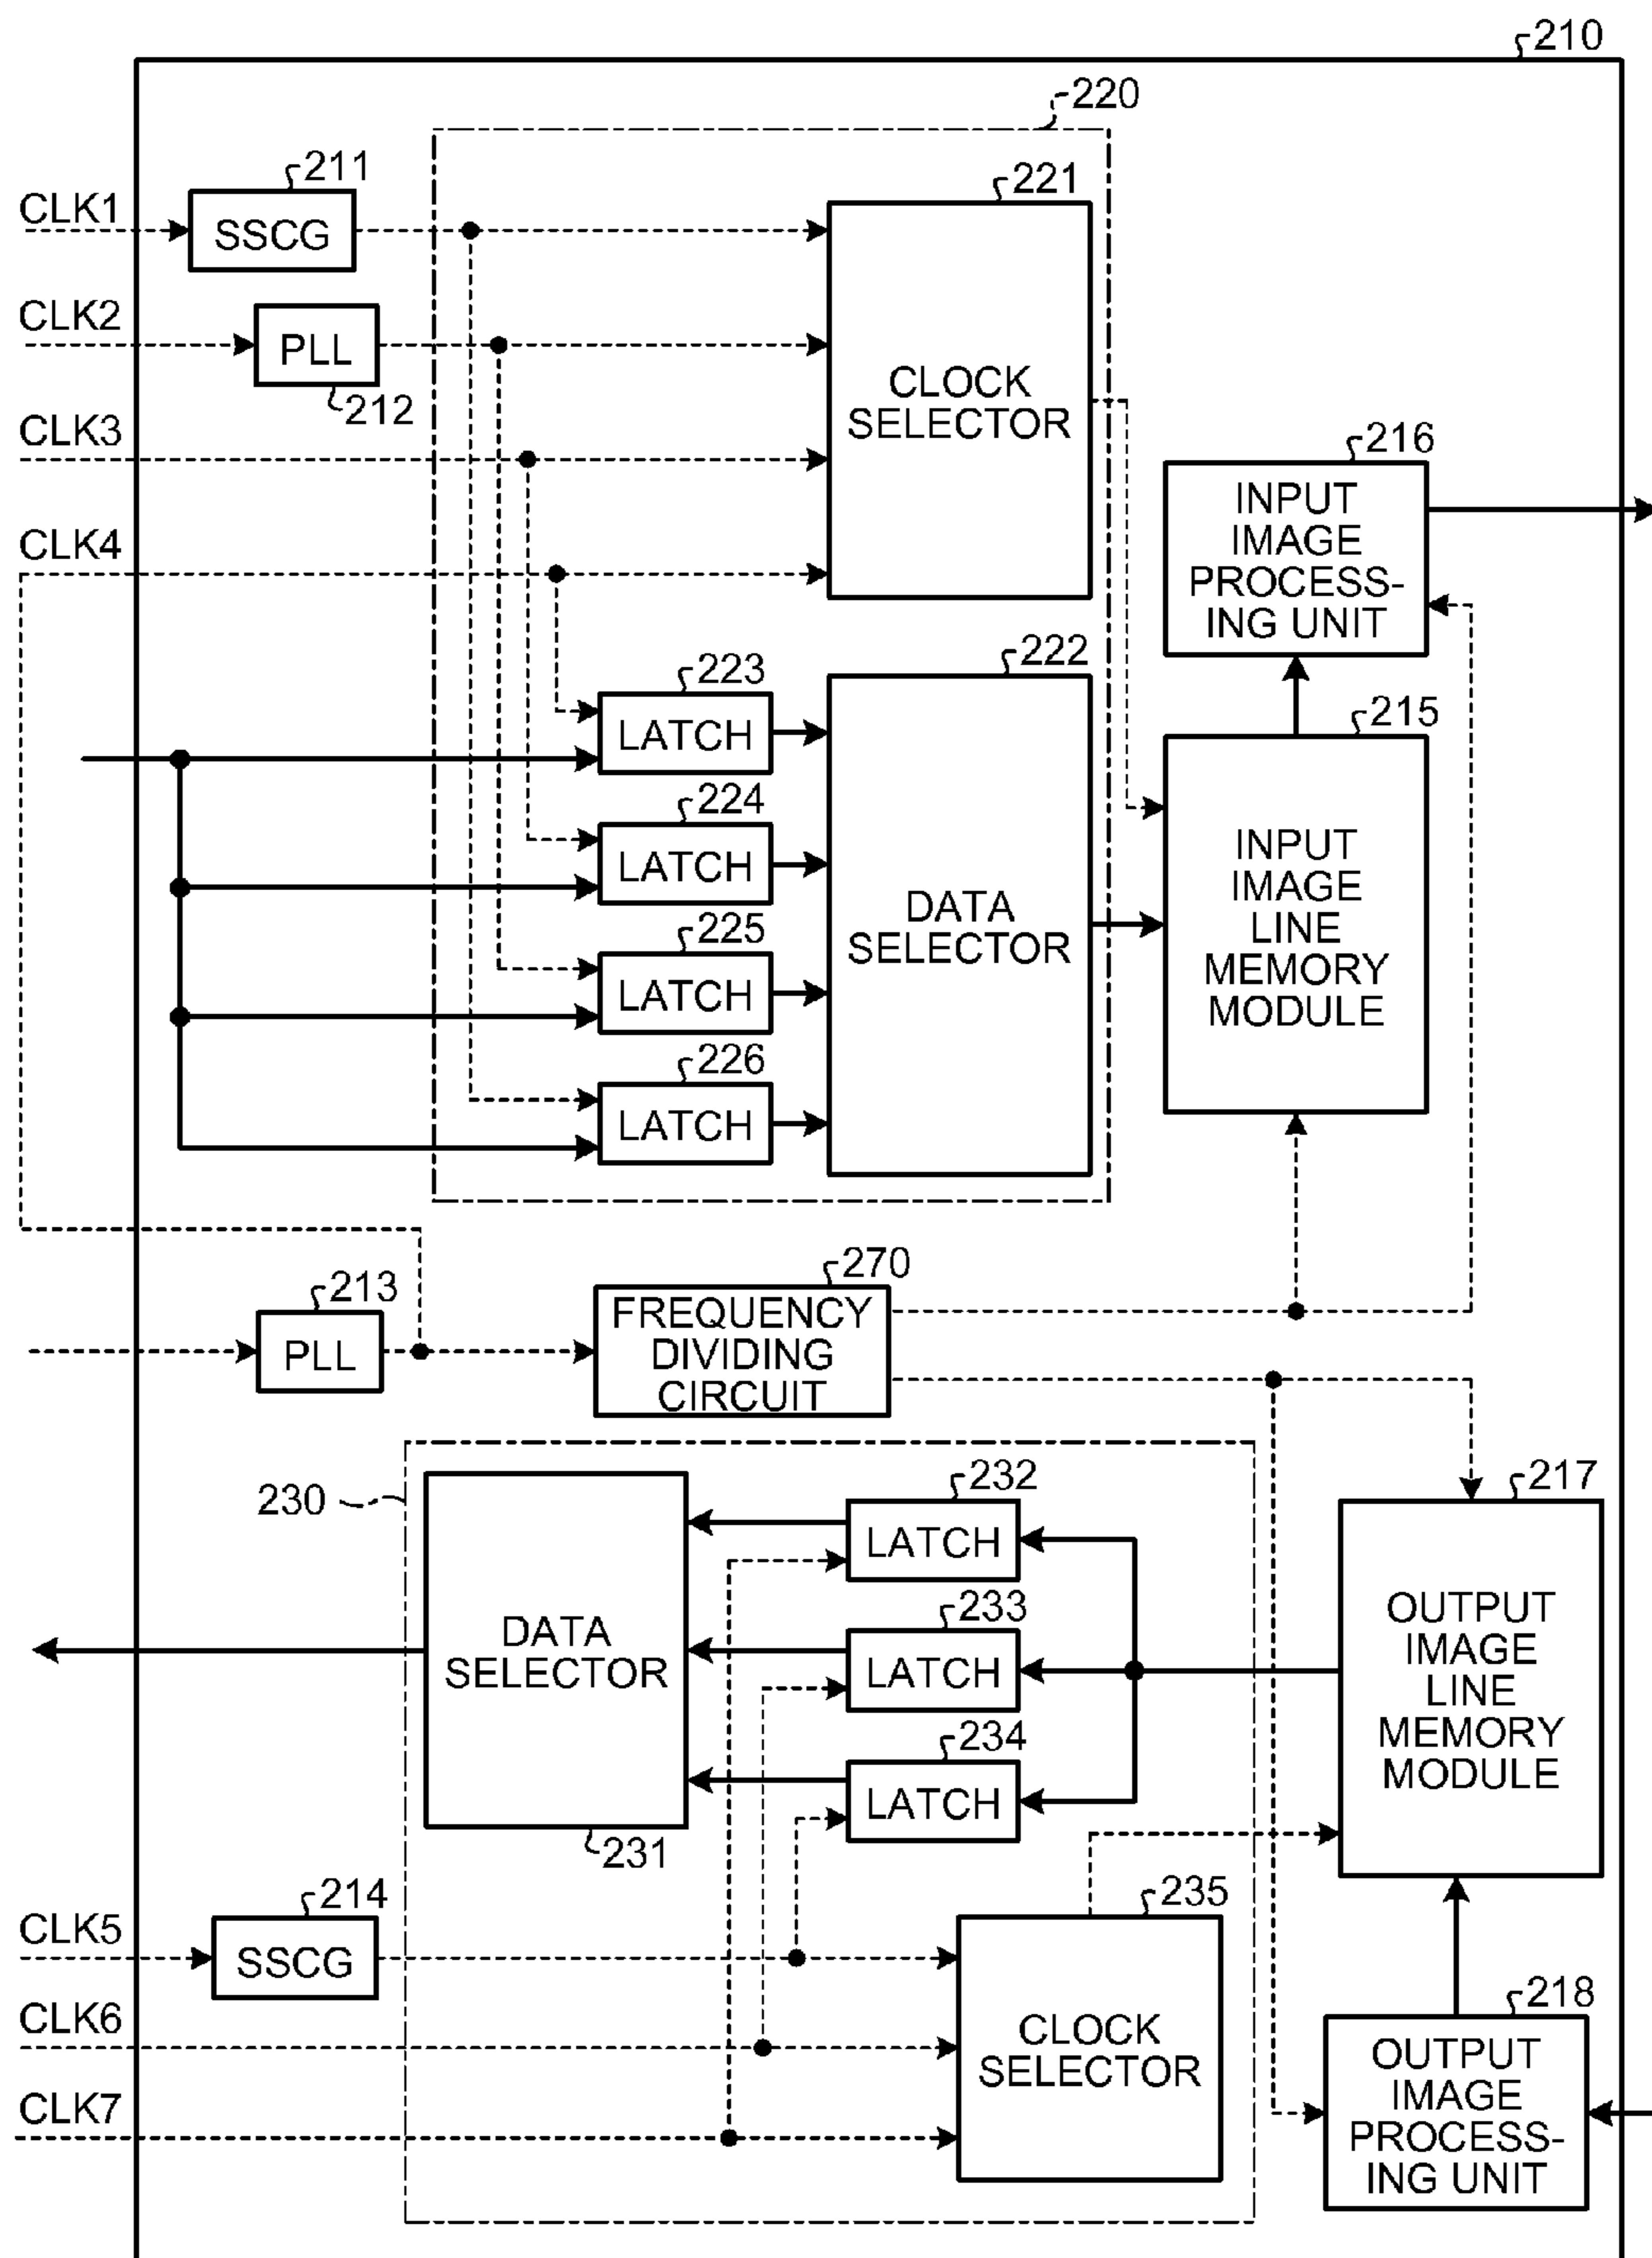 210
220
211
221
CLK1
SSCG
CLK2
PLL
212
CLOCK
SELECTOR
CLK3
216
INPUT
IMAGE
PROCESS-
ING UNIT
CLK4
223
222
LATCH
215
224
LATCH
INPUT
IMAGE
LINE
MEMORY
MODULE
DATA
SELECTOR
225
LATCH
226
LATCH
270
213
FREQUENCY
DIVIDING
CIRCUIT
PLL
230
232
217
LATCH
233
DATA
SELECTOR
LATCH
OUTPUT
IMAGE
LINE
MEMORY
MODULE
234
LATCH
231
214
235
CLK5
SSCG
CLK6
218
CLOCK
SELECTOR
OUTPUT
IMAGE
PROCESS-
ING UNIT
CLK7